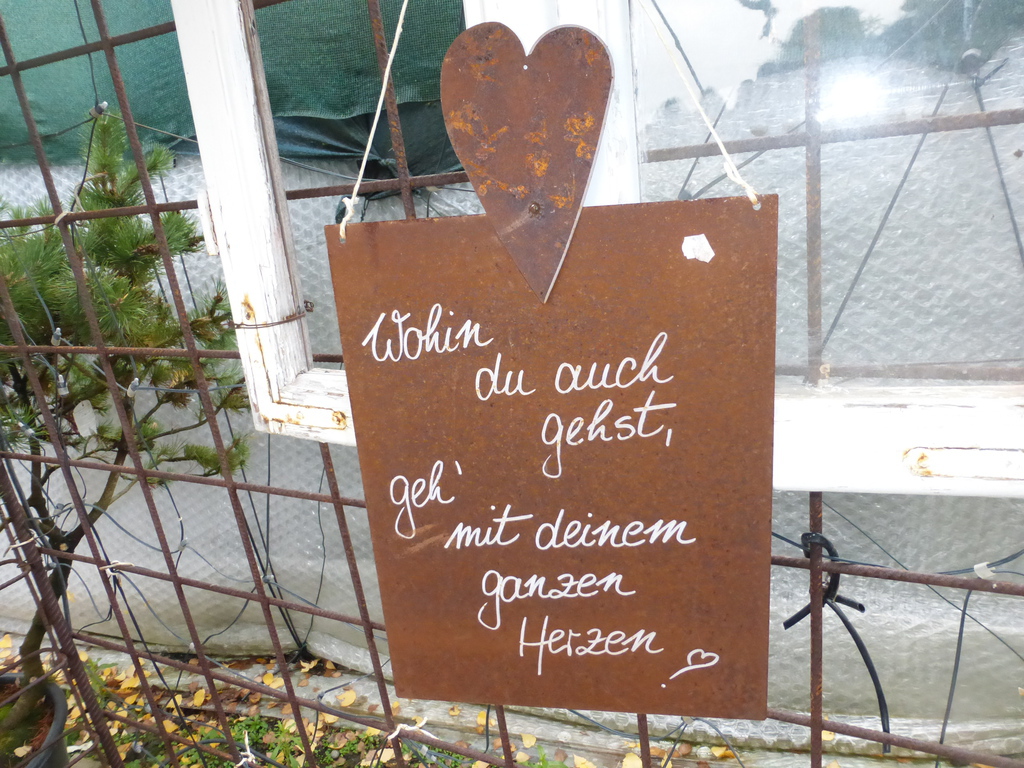 Wohin
du auch
gehst,
geh'
mit deinem
ganzen
Herzen